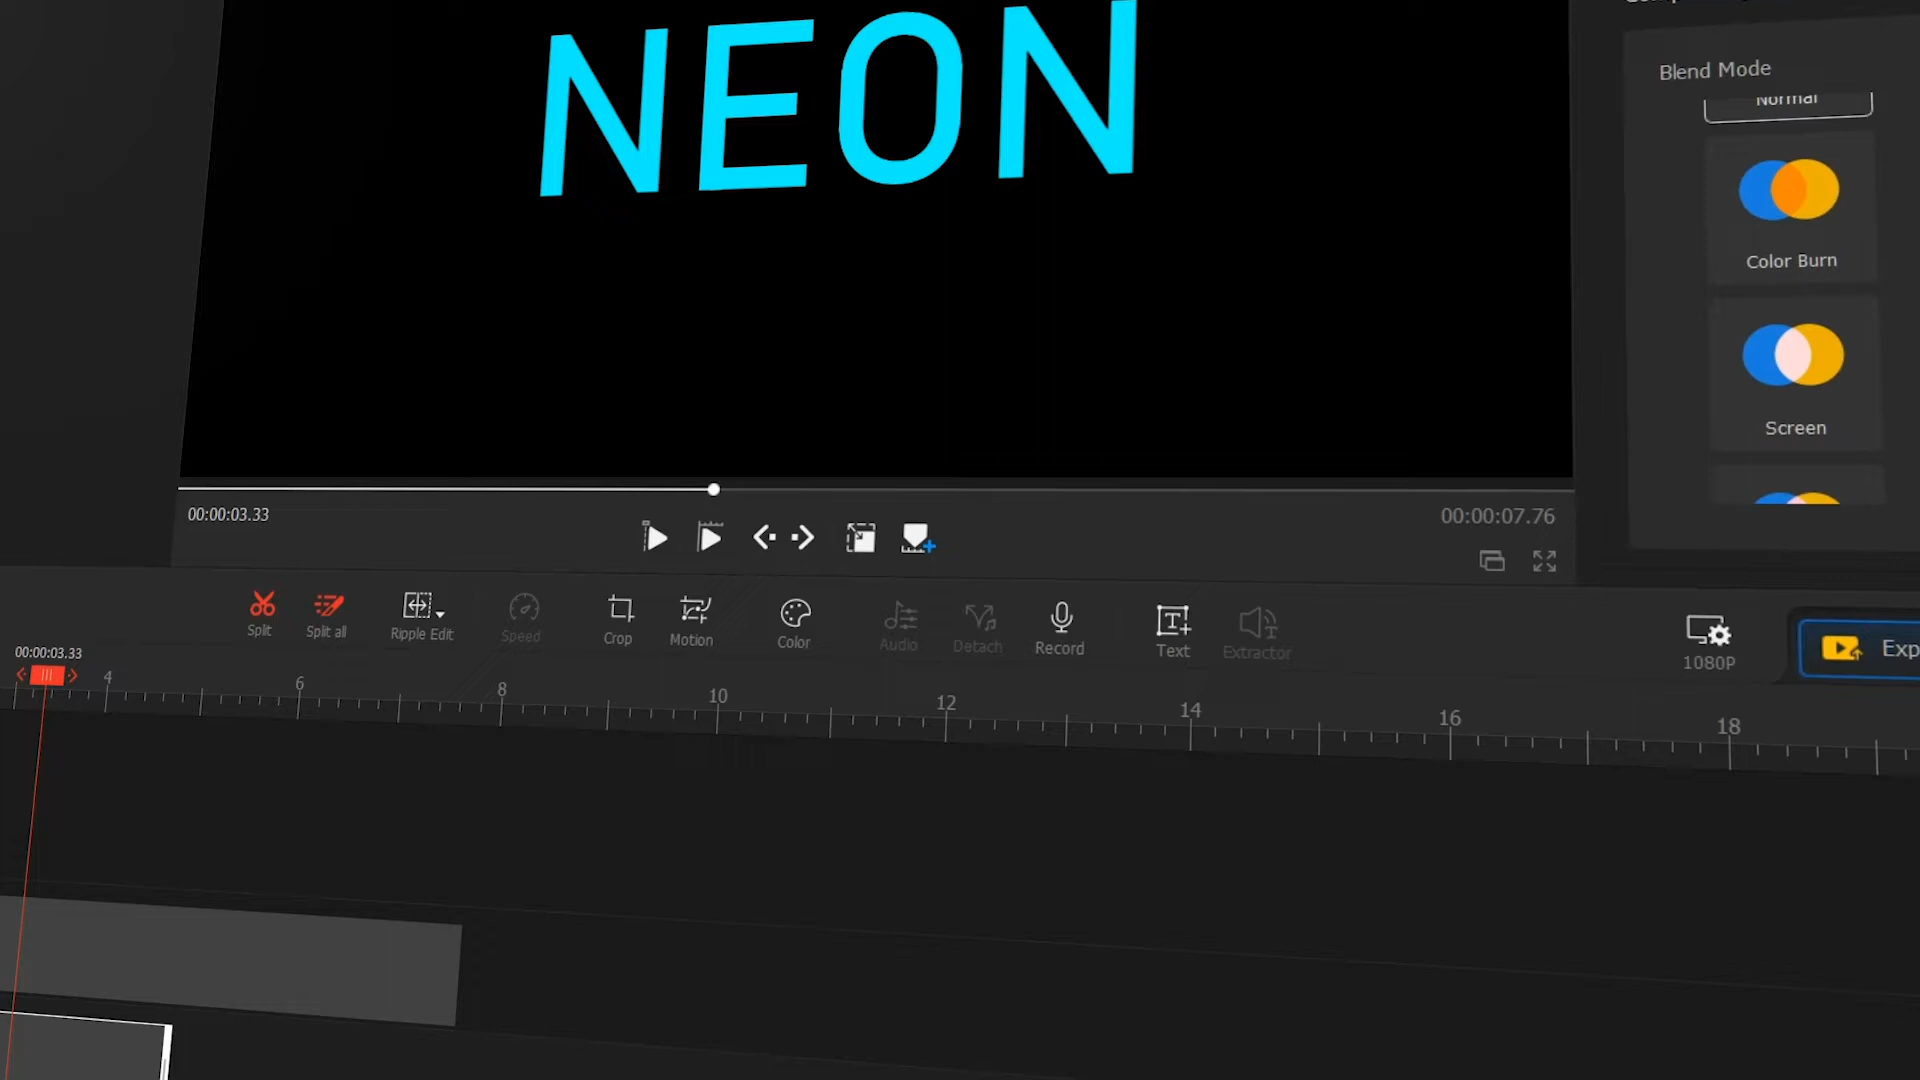 NEON
Blend Mode
Normal
Color Burn
Screen
00:00:03.33
00:00:07.76
Split
Split all
Ripple Edit
Speed
Crop
Motion
Color
Audio
Detach
Record
Text
Extractor
1080P
Exp
00:00:03.33
4
6
8
10
12
14
16
18